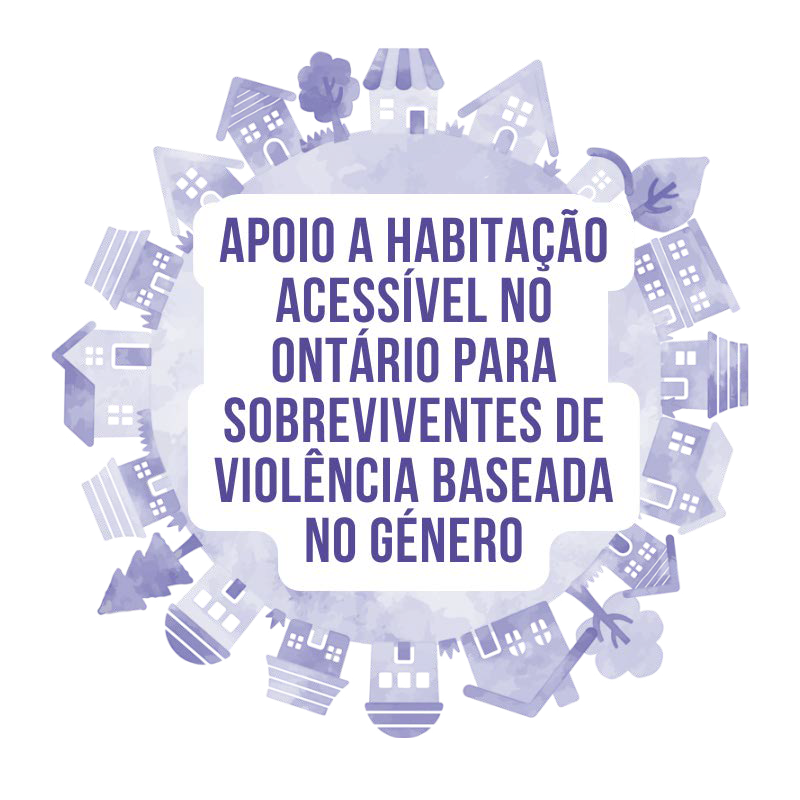 APOIO A HABITAÇÃO
ACESSÍVEL NO
ONTÁRIO PARA
SOBREVIVENTES DE
VIOLÊNCIA BASEADA
NO GÉNERO